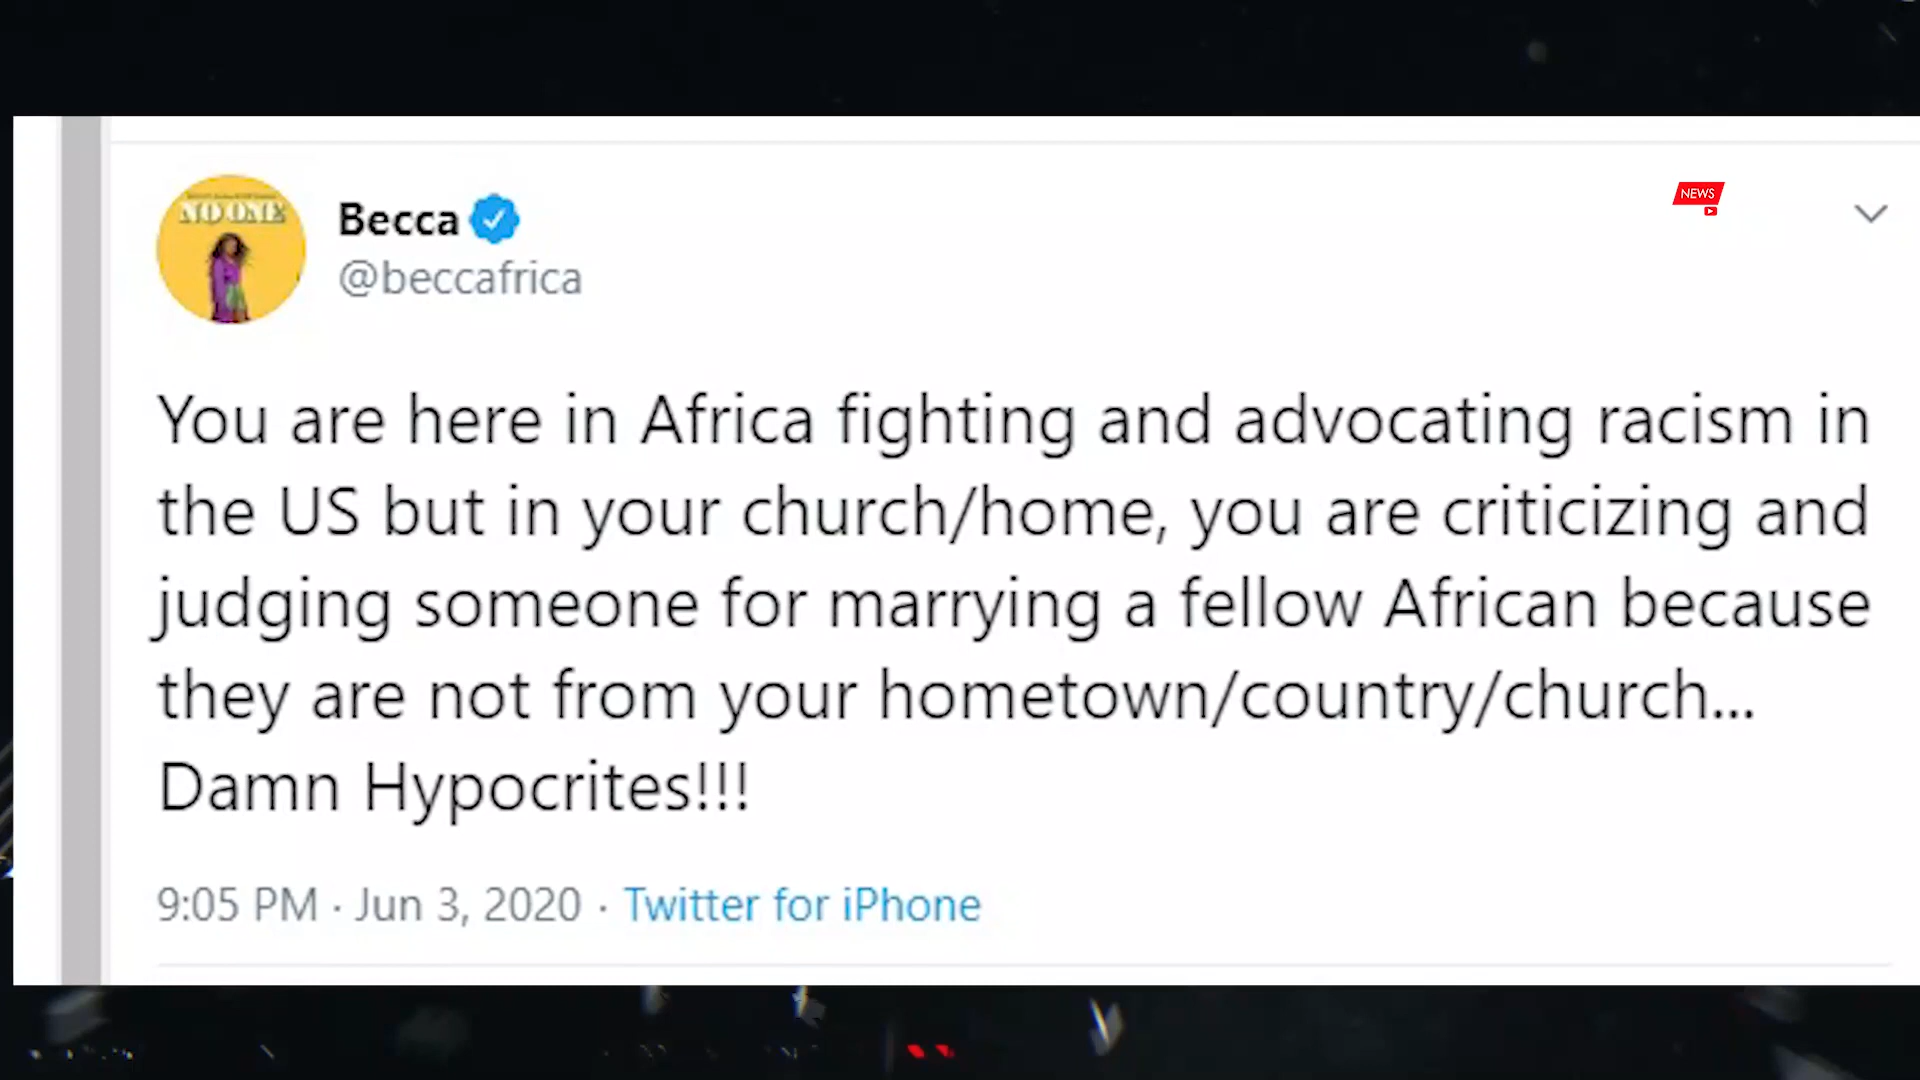 NO ONE
NEWS
Becca
@beccafrica
You are here in Africa fighting and advocating racism in
the US but in your church/home, you are criticizing and
judging someone for marrying a fellow African because
they are not from your hometown/country/church...
Damn Hypocrites!!!
9:05 PM · Jun 3, 2020 · Twitter for iPhone